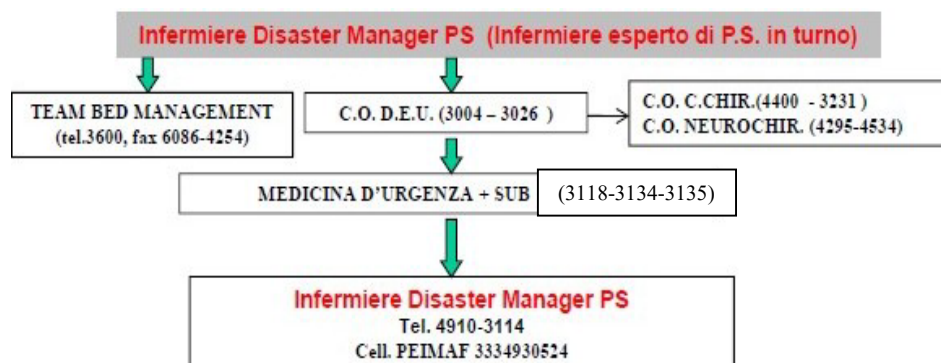 Infermiere Disaster Manager PS (Infermiere esperto di P.S. in turno)
TEAM BED MANAGEMENT
(tel.3600, fax 6086-4254)
C.O. D.E.U. (3004 – 3026 )
C.O. C.CHIR.(4400 - 3231 )
C.O. NEUROCHIR. (4295-4534)
MEDICINA D'URGENZA + SUB (3118-3134-3135)
Infermiere Disaster Manager PS
Tel. 4910-3114
Cell. PEIMAF 3334930524